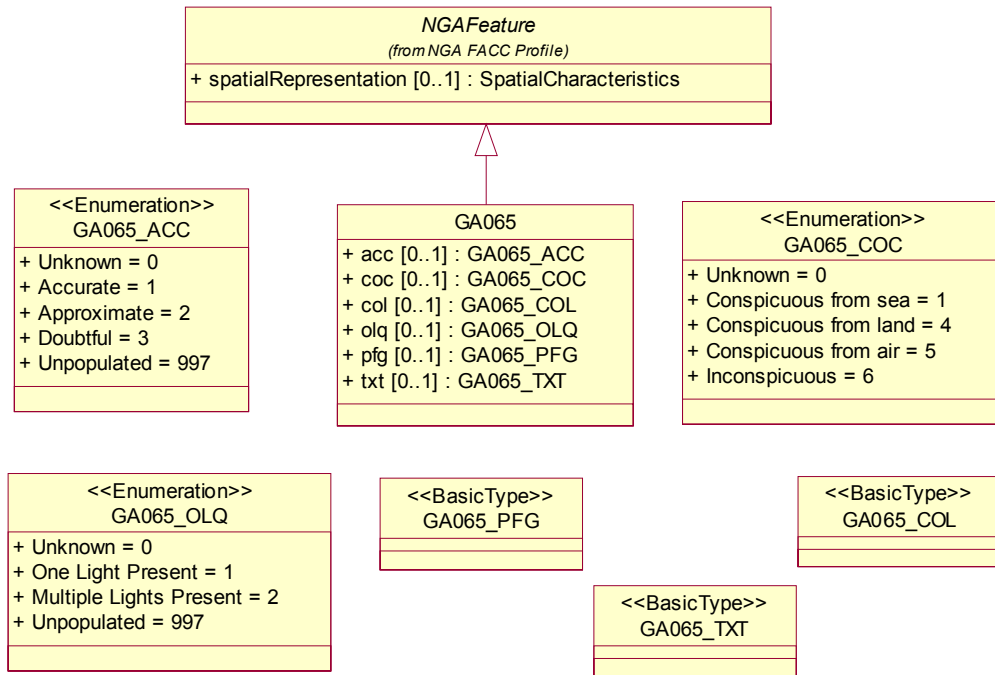 NGAFeature
(from NGA FACC Profile)
+ spatialRepresentation [0..1] : SpatialCharacteristics
<<Enumeration>>
GA065_ACC
+ Unknown = 0
+ Accurate = 1
+ Approximate = 2
+ Doubtful = 3
+ Unpopulated = 997
GA065
+ acc [0..1] : GA065_ACC
+ coc [0..1] : GA065_COC
+ col [0..1] : GA065_COL
+ olq [0..1] : GA065_OLQ
+ pfg [0..1] : GA065_PFG
+ txt [0..1] : GA065_TXT
<<Enumeration>>
GA065_COC
+ Unknown = 0
+ Conspicuous from sea = 1
+ Conspicuous from land = 4
+ Conspicuous from air = 5
+ Inconspicuous = 6
<<Enumeration>>
GA065_OLQ
+ Unknown = 0
+ One Light Present = 1
+ Multiple Lights Present = 2
+ Unpopulated = 997
<<BasicType>>
GA065_PFG
<<BasicType>>
GA065_TXT
<<BasicType>>
GA065_COL